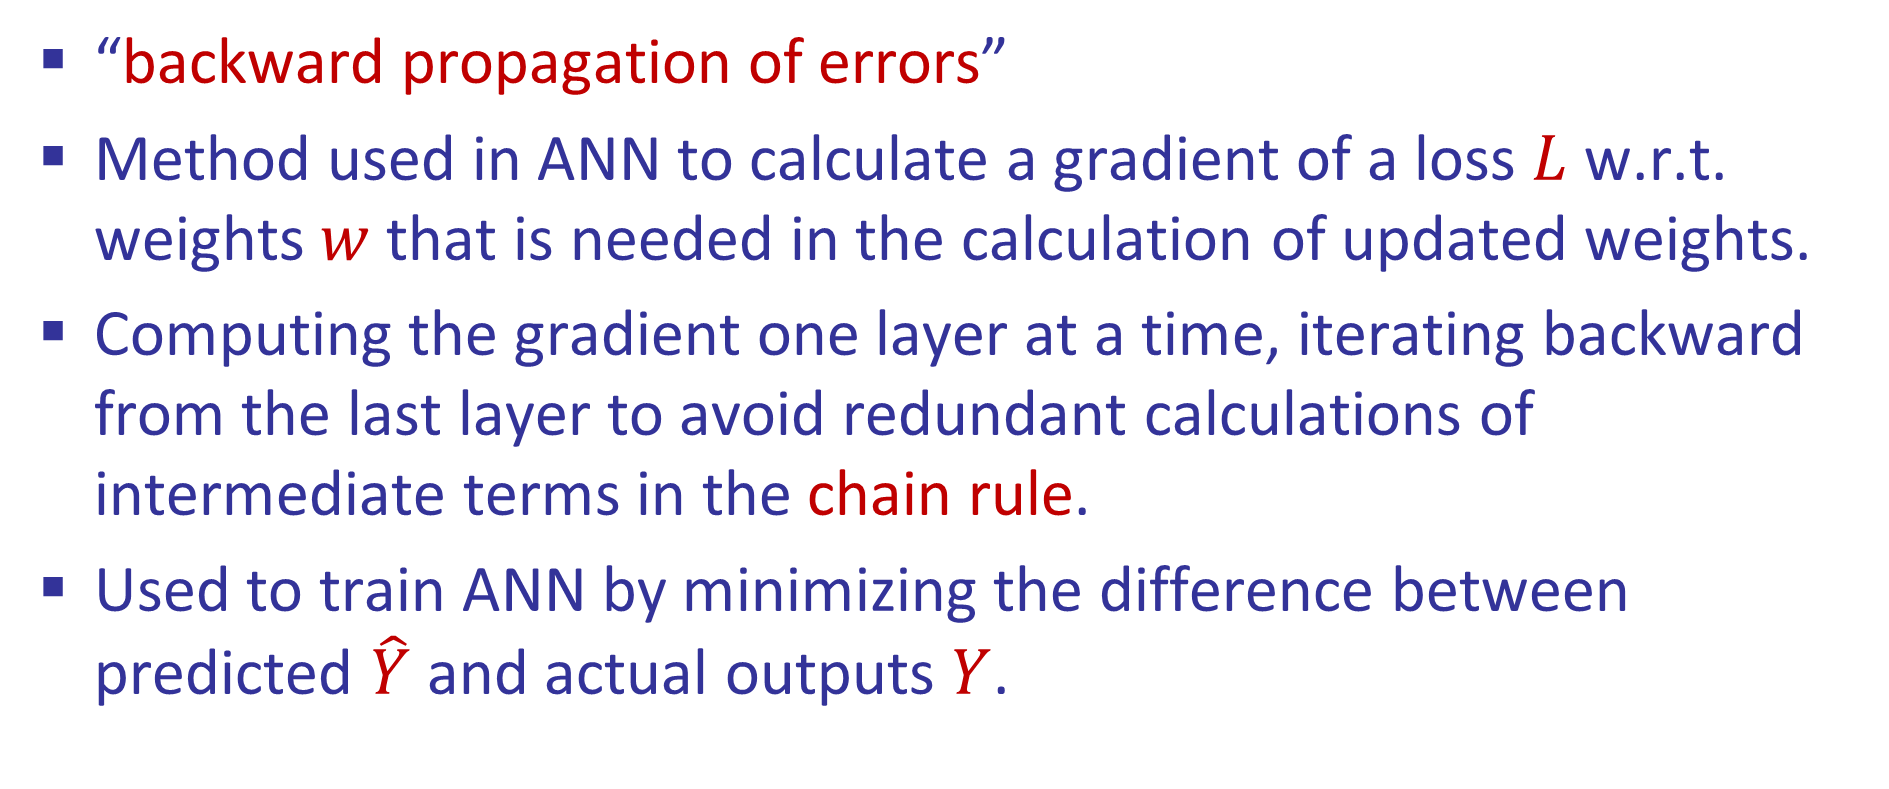 ▪ “backward propagation of errors”
▪ Method used in ANN to calculate a gradient of a loss L w.r.t.
weights w that is needed in the calculation of updated weights.
▪ Computing the gradient one layer at a time, iterating backward
from the last layer to avoid redundant calculations of
intermediate terms in the chain rule.
▪ Used to train ANN by minimizing the difference between
predicted Ŷ and actual outputs Y.